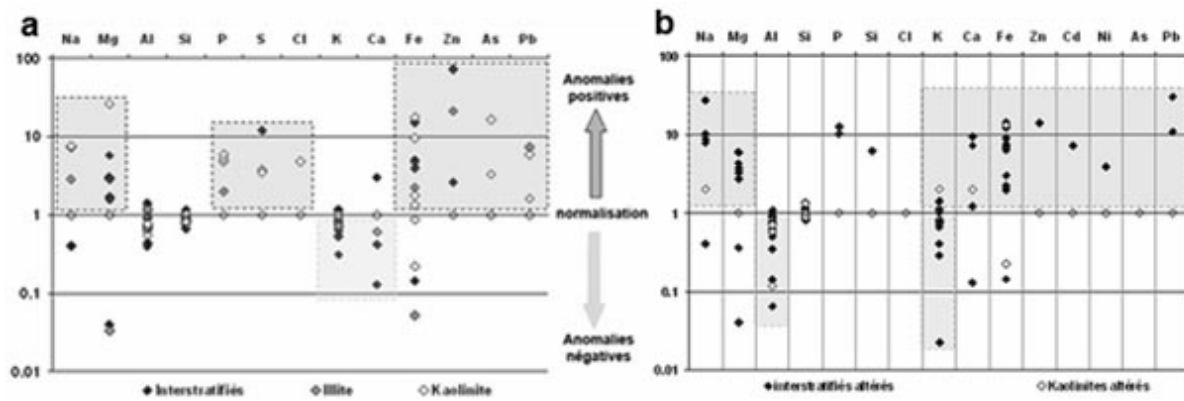 a
Na Mg Al Si P S Cl K Ca Fe Zn As Pb
100
10
1
0.1
0.01
◆Interstratifiés ◆Illite ◇Kaolinite
Anomalies
positives
normalisation
Anomalies
négatives
b
Na Mg Al Si P Si Cl K Ca Fe Zn Cd Ni As Pb
100
10
1
0.1
0.01
◆interstratifiés altérés ◇Kaolinites altérés